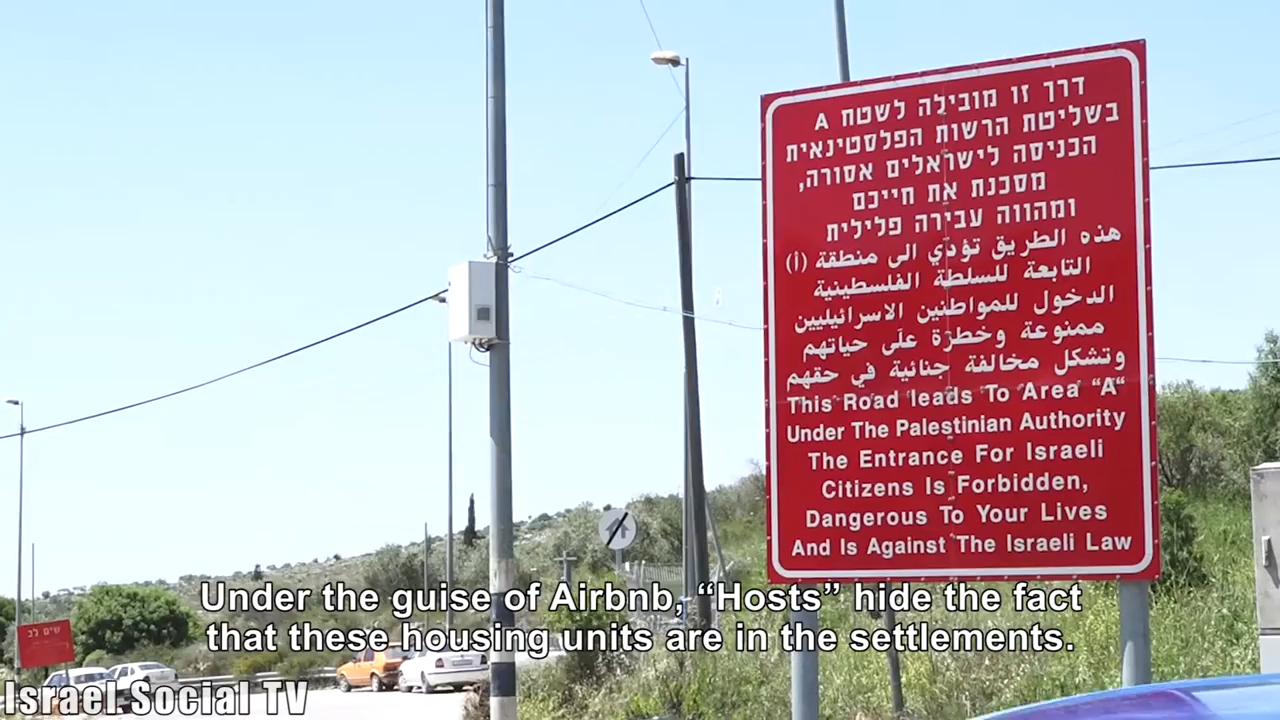 דרך זו מובילה לשטח A
בשליטת הרשות הפלסטינאית
הכניסה לישראלים אסורה,
מסכנת את חייכם
ומהווה עבירה פלילית
هذه الطريق تؤدي الى منطقة (أ)
التابعة للسلطة الفلسطينية
الدخول للمواطنين الاسرائيليين
ممنوعة وخطرة على حياتهم
وتشكل مخالفة جنائية في حقهم
This Road leads To Area "A"
Under The Palestinian Authority
The Entrance For Israeli
Citizens Is Forbidden,
Dangerous To Your Lives
And Is Against The Israeli Law
שים לב
Under the guise of Airbnb, “Hosts” hide the fact
that these housing units are in the settlements.
Israel Social TV